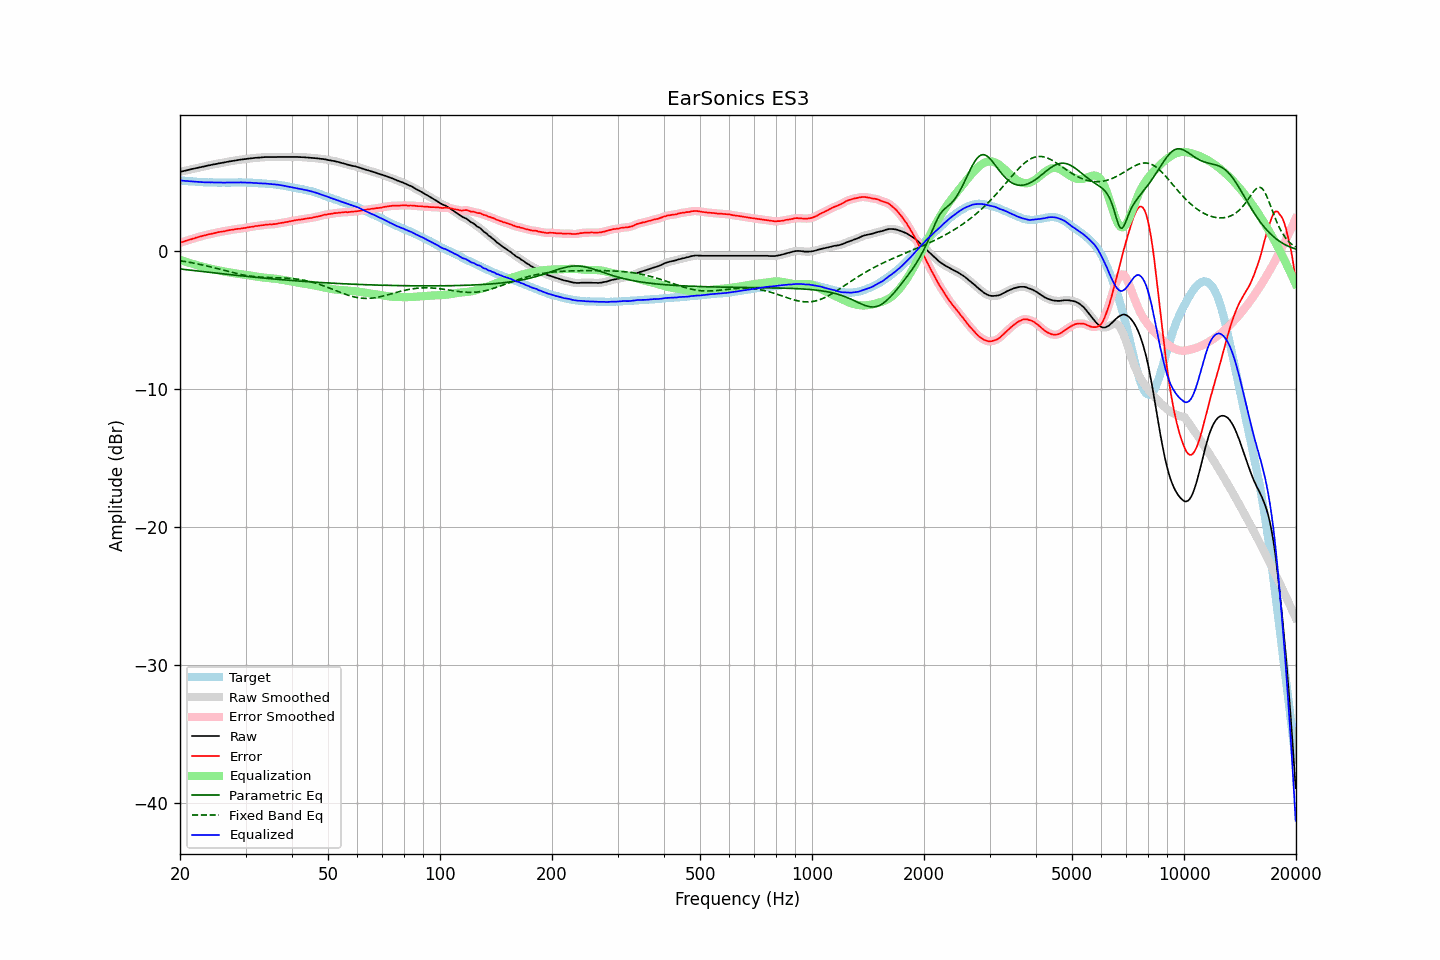 EarSonics ES3
Amplitude (dBr)
0
−10
−20
−30
−40
Target
Raw Smoothed
Error Smoothed
Raw
Error
Equalization
Parametric Eq
Fixed Band Eq
Equalized
20 50 100 200 500 1000 2000 5000 10000 20000
Frequency (Hz)